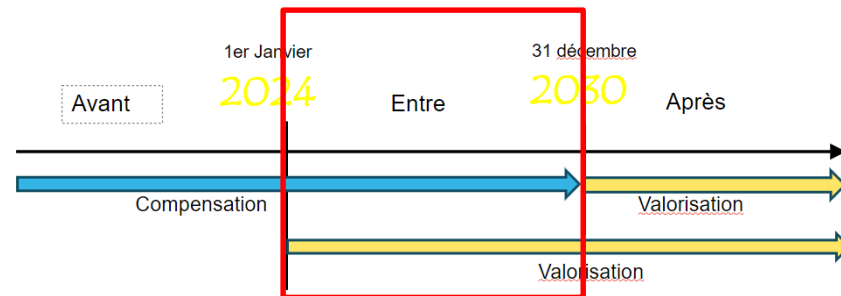 1er Janvier
31 décembre
2024
2030
Avant
Entre
Après
Compensation
Valorisation
Valorisation